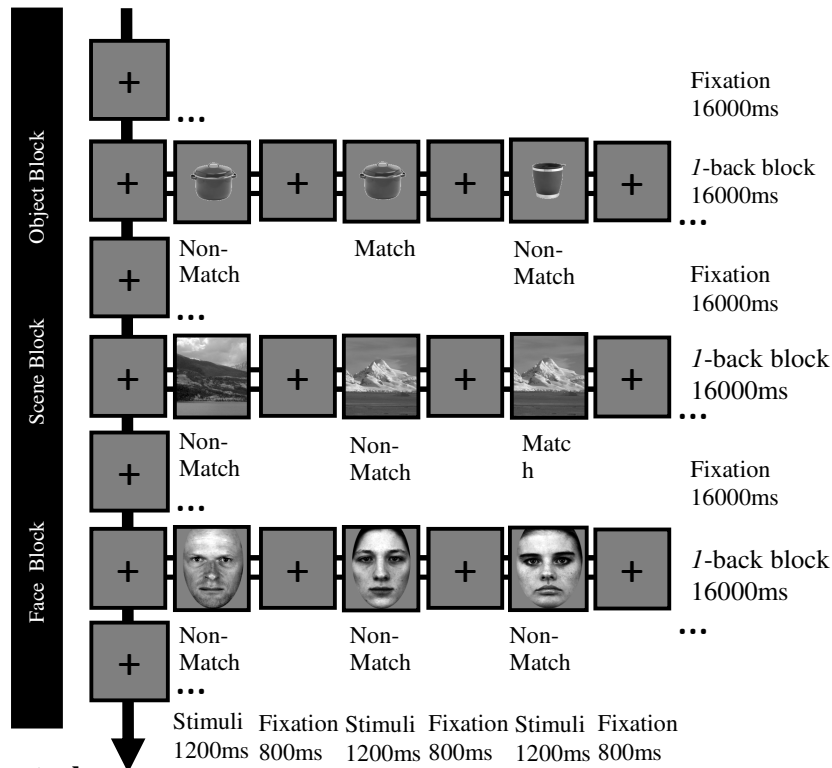 Object Block
Scene Block
Face Block
Fixation
16000ms
...
1-back block
16000ms
...
Non-
Match
Match
Non-
Match
Fixation
16000ms
...
1-back block
16000ms
...
Non-
Match
Non-
Match
Matc
h
Fixation
16000ms
...
1-back block
16000ms
...
Non-
Match
Non-
Match
Non-
Match
...
Stimuli Fixation Stimuli Fixation Stimuli Fixation
1200ms 800ms 1200ms 800ms 1200ms 800ms